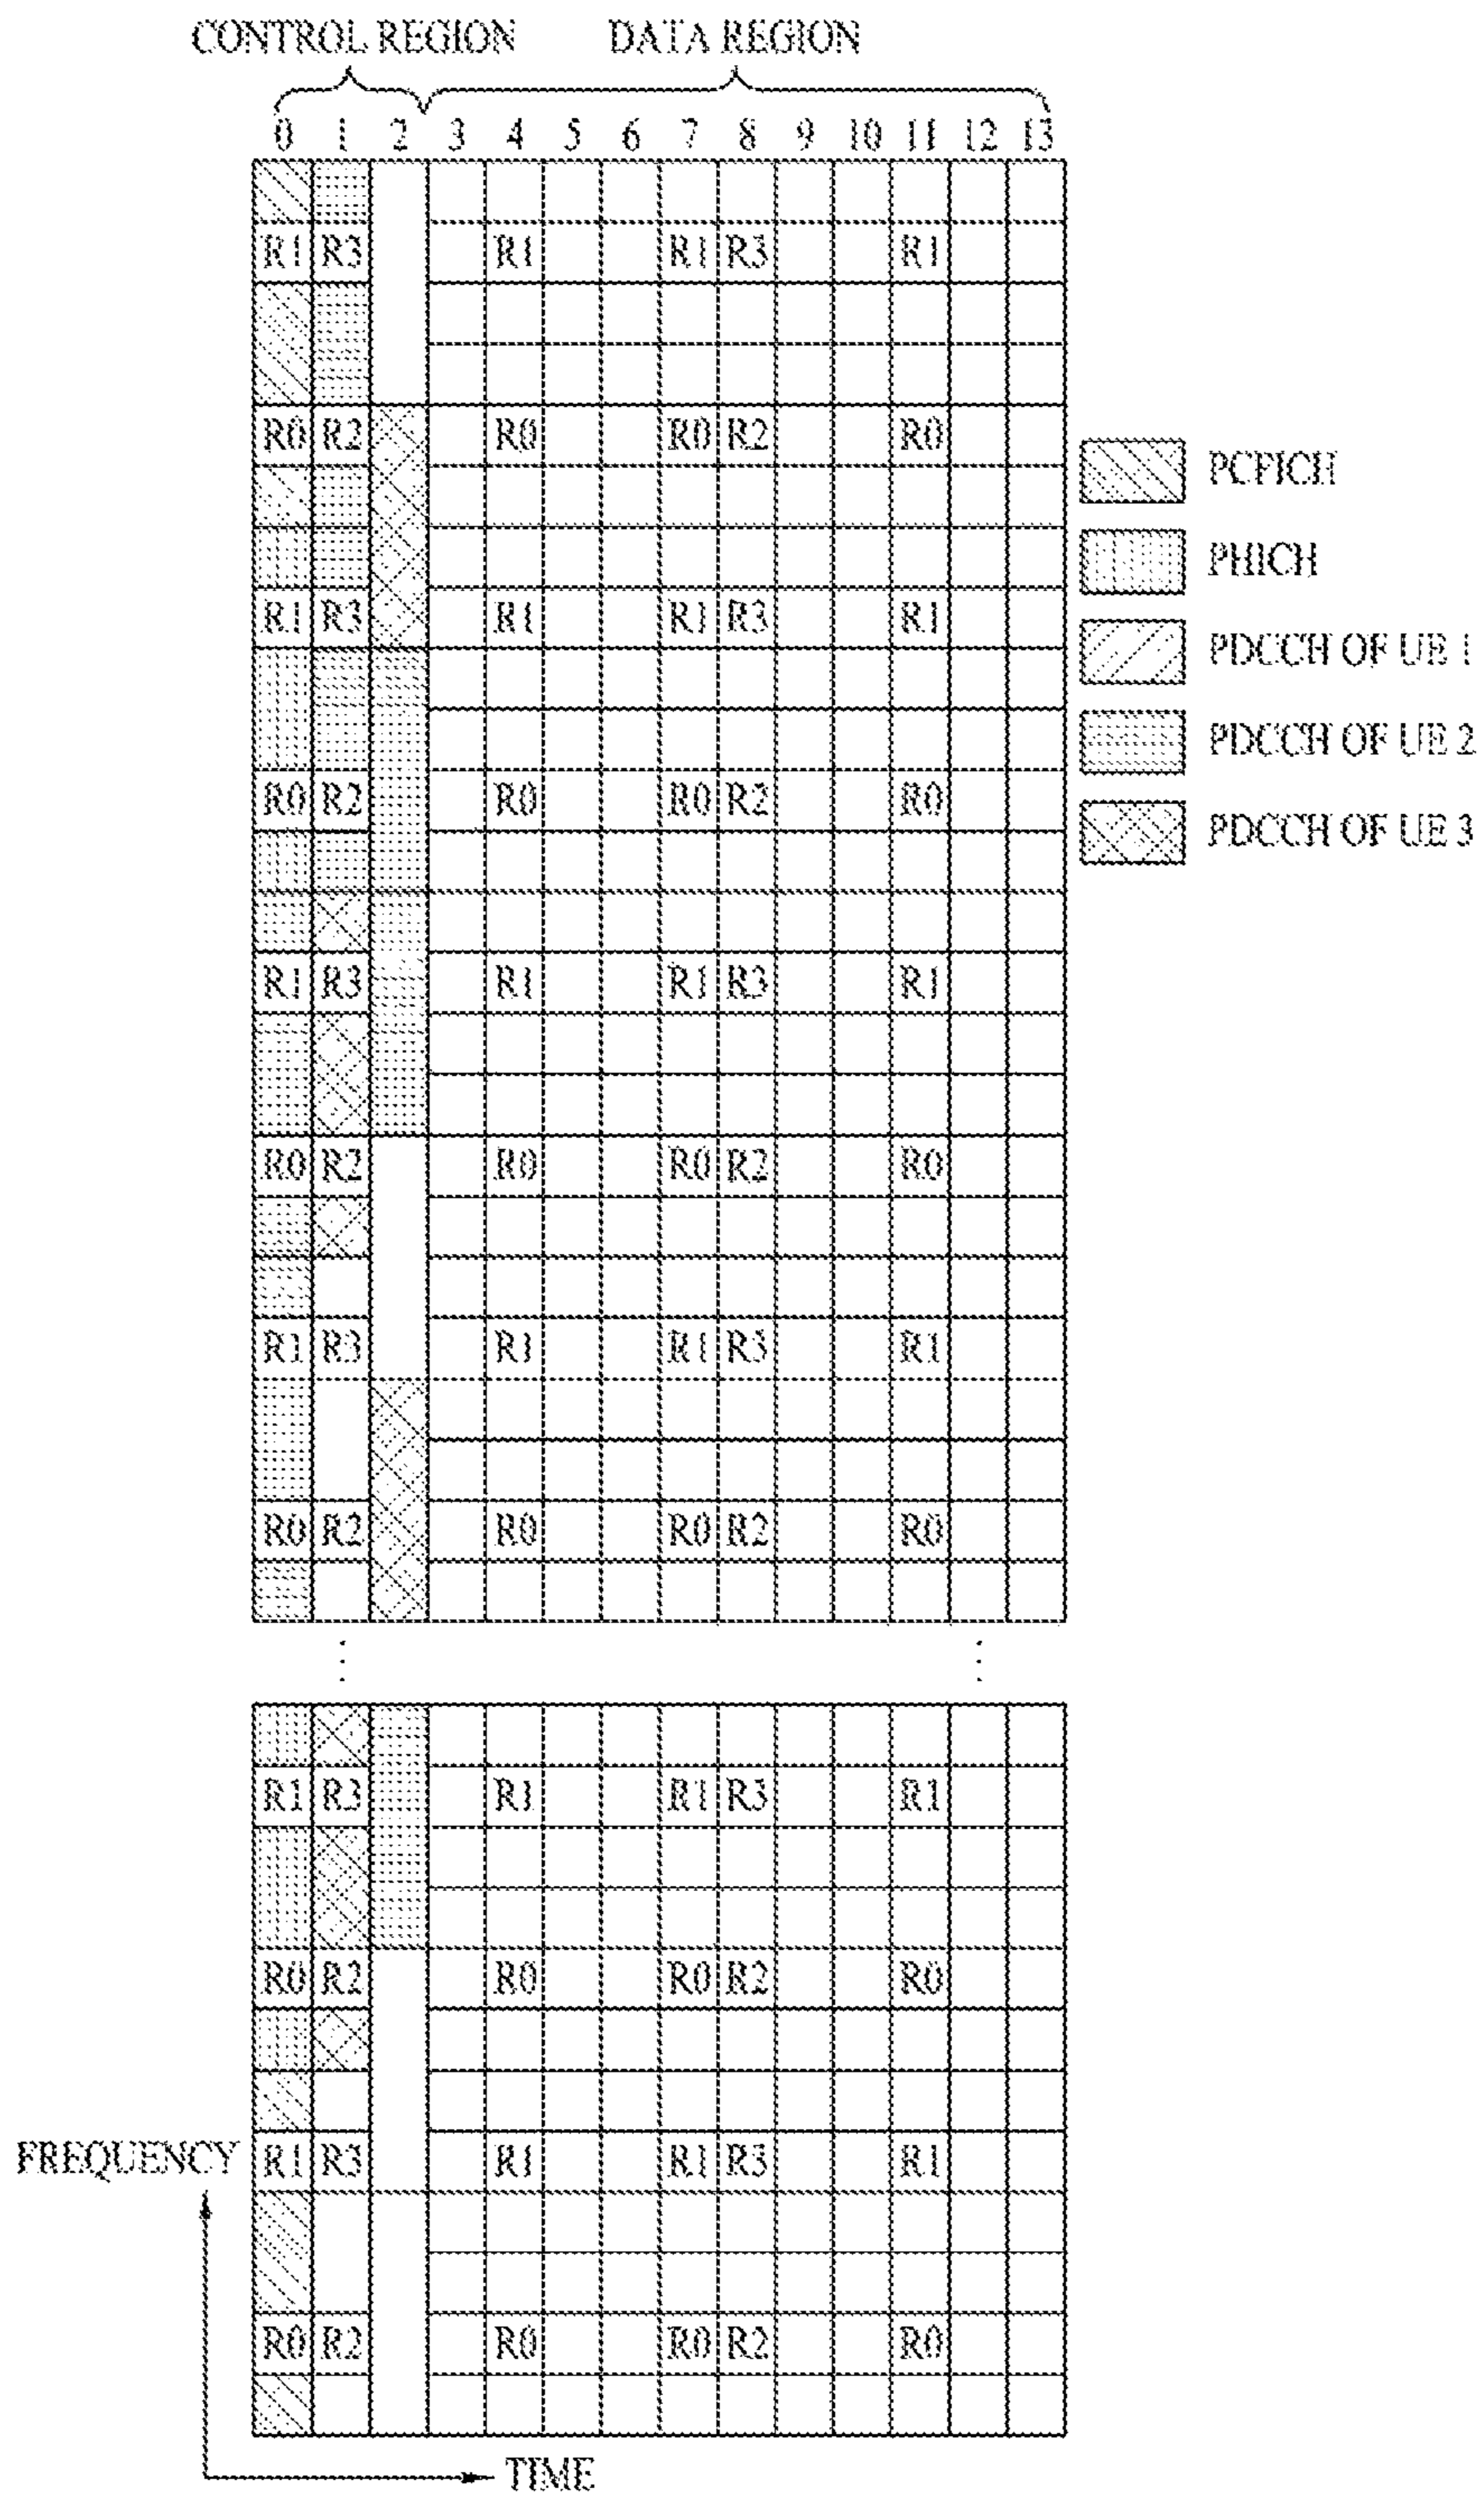 CONTROL REGION DATA REGION
0 1 2 3 4 5 6 7 8 9 10 11 12 13
R1 R3 R1 R1 R3 R1
R0 R2 R0 R0 R2 R0
PCFICH
PHICH
R1 R3 R1 R1 R3 R1
PDCCH OF UE 1
PDCCH OF UE 2
R0 R2 R0 R0 R2 R0
PDCCH OF UE 3
R1 R3 R1 R1 R3 R1
R0 R2 R0 R0 R2 R0
R1 R3 R1 R1 R3 R1
R0 R2 R0 R0 R2 R0
R1 R3 R1 R1 R3 R1
R0 R2 R0 R0 R2 R0
FREQUENCY R1 R3 R1 R1 R3 R1
R0 R2 R0 R0 R2 R0
TIME